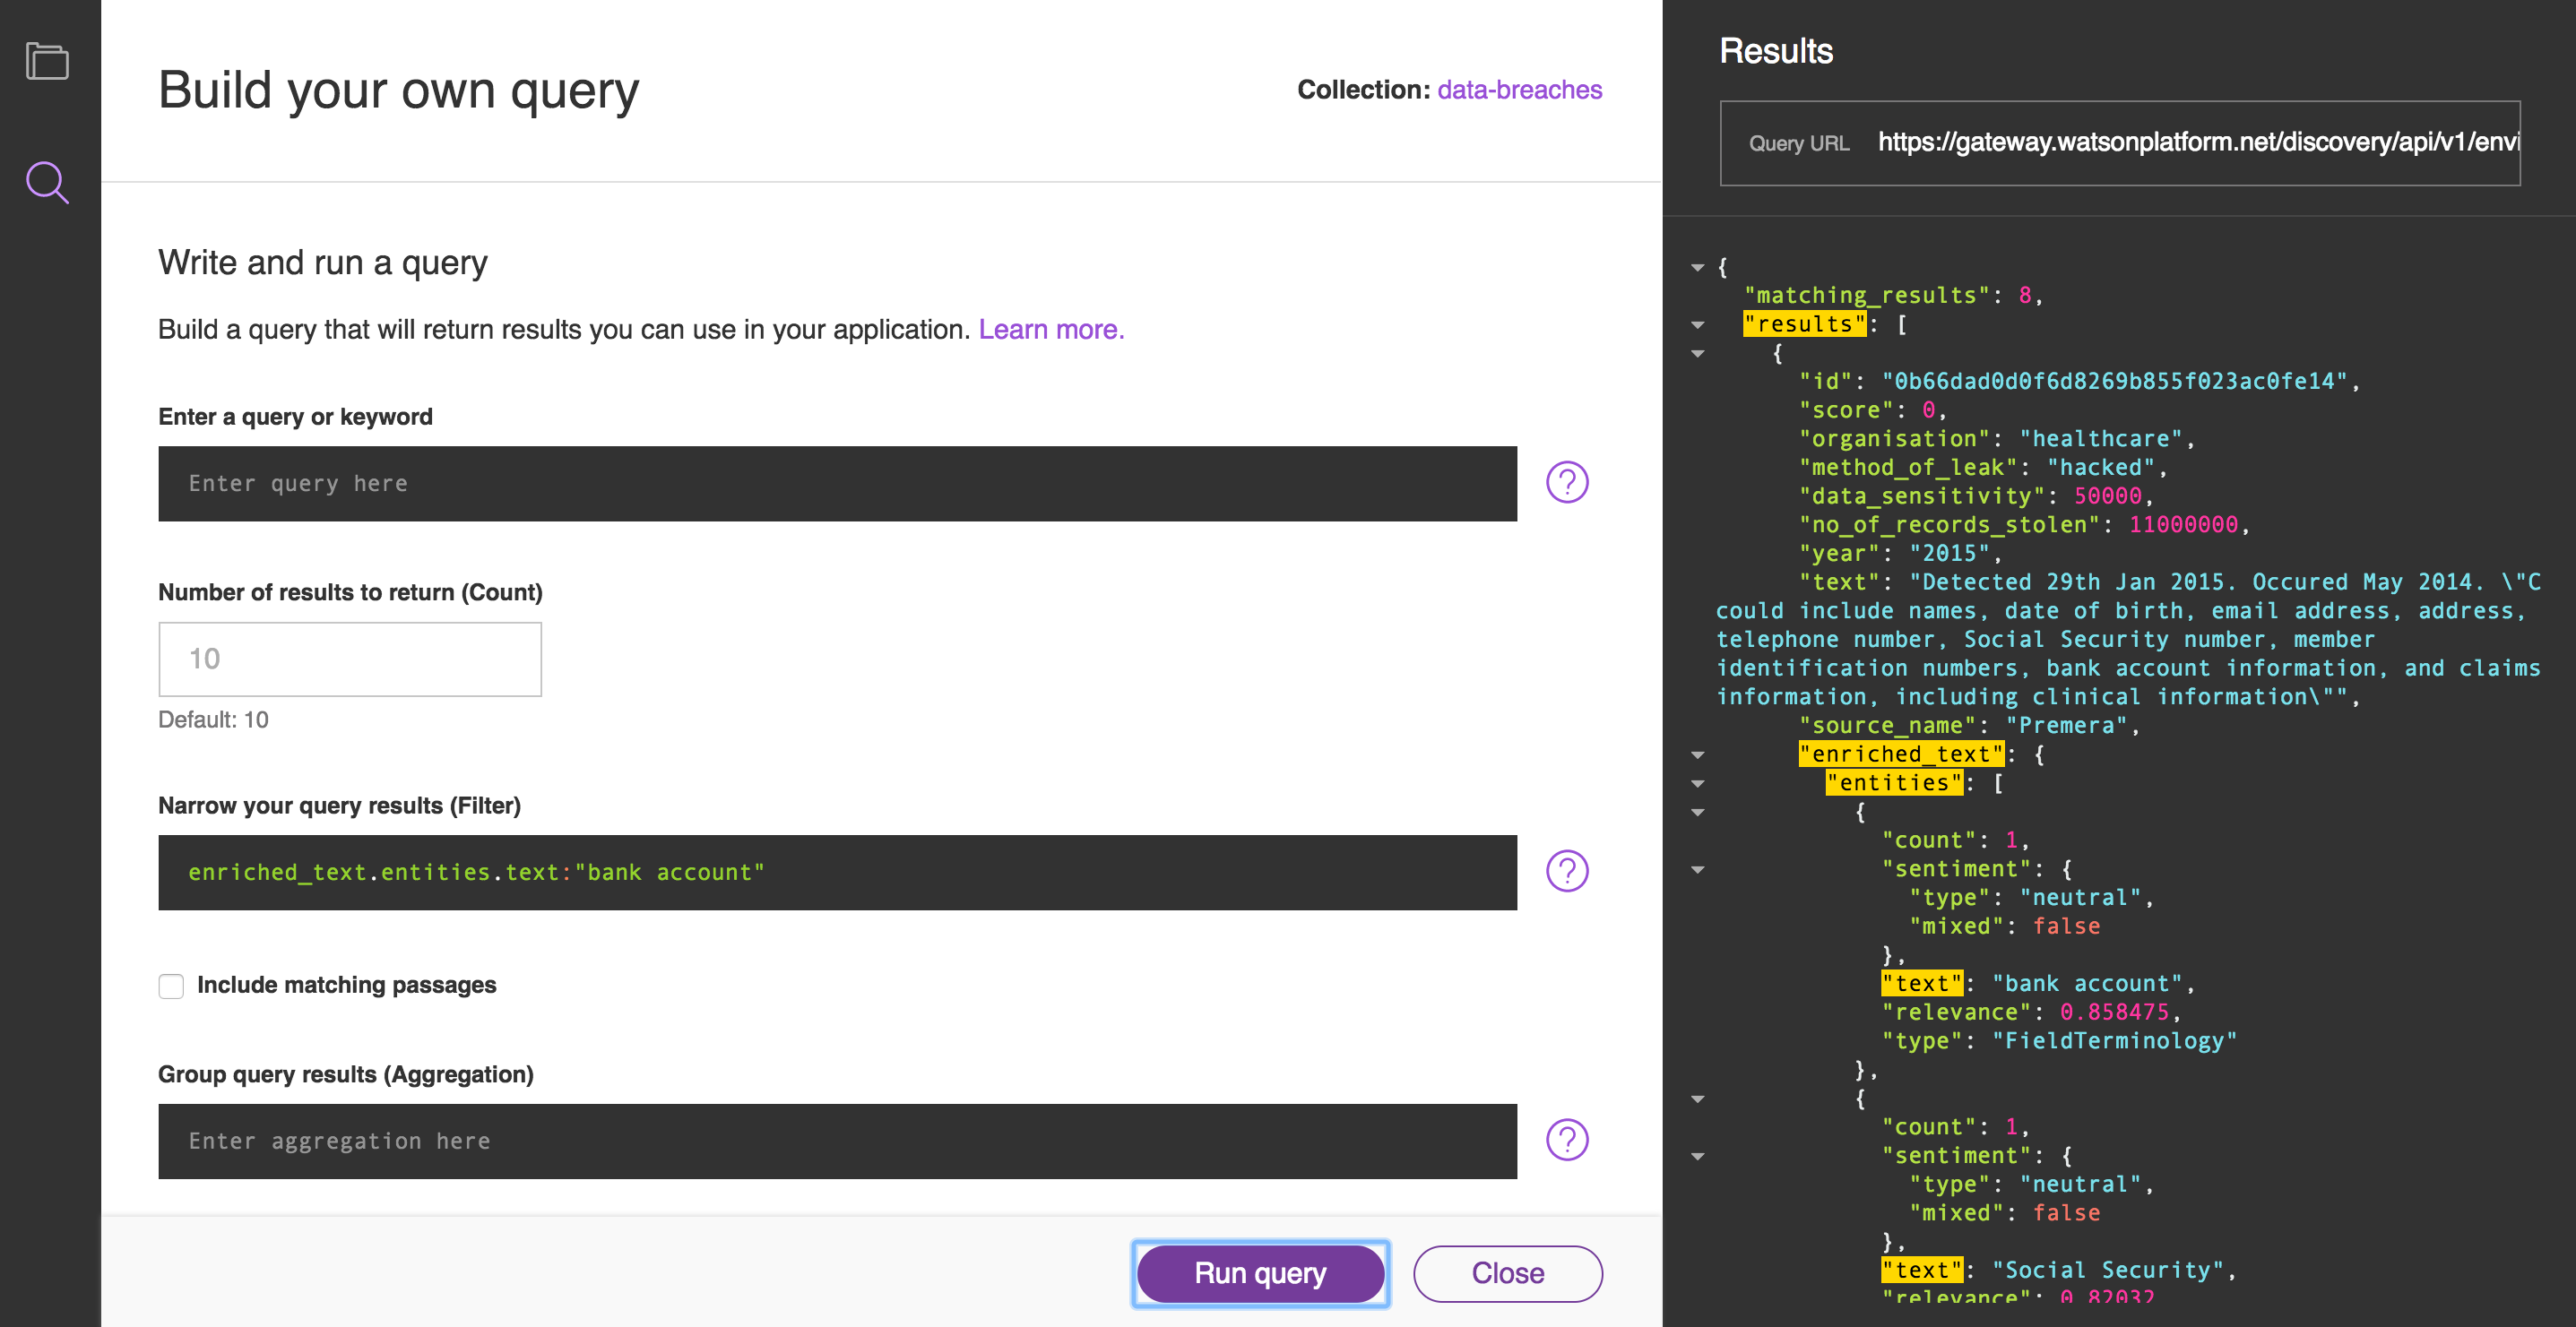 Build your own query
Collection: data-breaches
Write and run a query
Build a query that will return results you can use in your application. Learn more.
Enter a query or keyword
Enter query here
?
Number of results to return (Count)
10
Default: 10
Narrow your query results (Filter)
enriched_text.entities.text:"bank account"
?
Include matching passages
Group query results (Aggregation)
Enter aggregation here
?
Run query
Close
Results
Query URL https://gateway.watsonplatform.net/discovery/api/v1/envi
{
"matching_results": 8,
"results": [
{
"id": "0b66dad0d0f6d8269b855f023ac0fe14",
"score": 0,
"organisation": "healthcare",
"method_of_leak": "hacked",
"data_sensitivity": 50000,
"no_of_records_stolen": 11000000,
"year": "2015",
"text": "Detected 29th Jan 2015. Occured May 2014. \"C
could include names, date of birth, email address, address,
telephone number, Social Security number, member
identification numbers, bank account information, and claims
information, including clinical information\"",
"source_name": "Premera",
"enriched_text": {
"entities": [
{
"count": 1,
"sentiment": {
"type": "neutral",
"mixed": false
},
"text": "bank account",
"relevance": 0.858475,
"type": "FieldTerminology"
},
{
"count": 1,
"sentiment": {
"type": "neutral",
"mixed": false
},
"text": "Social Security",
"relevance": 0.82032